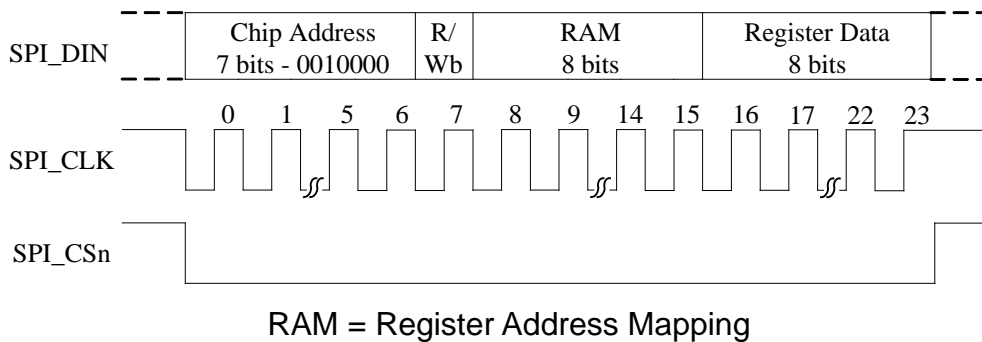 SPI_DIN
Chip Address
7 bits - 0010000
R/
Wb
RAM
8 bits
Register Data
8 bits
0 1 5 6 7 8 9 14 15 16 17 22 23
SPI_CLK
SPI_CSn
RAM = Register Address Mapping